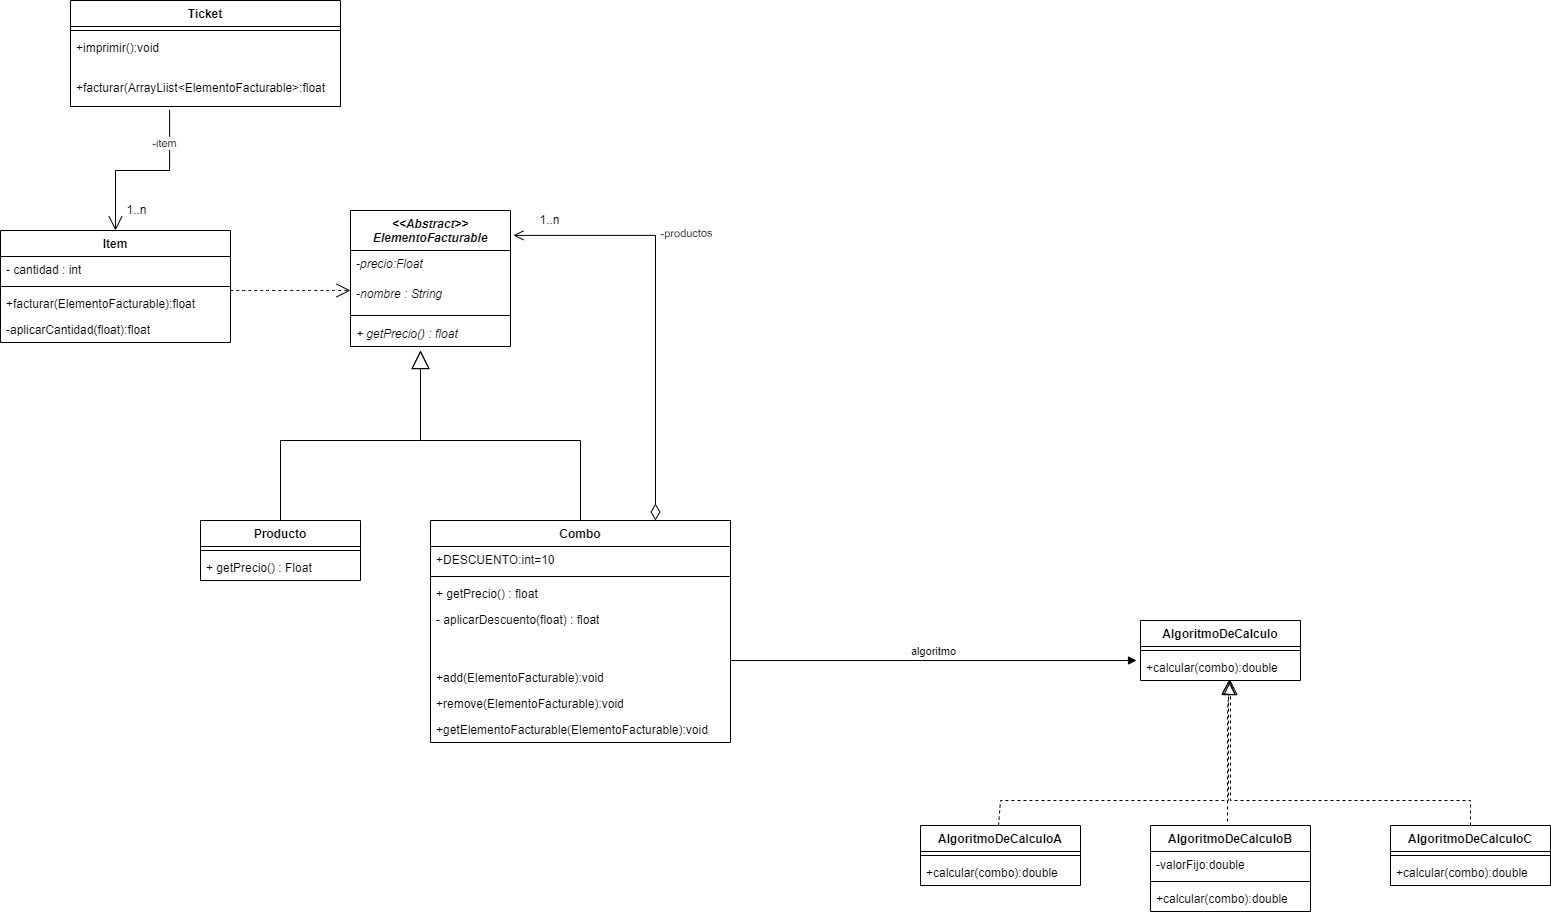 Ticket
+imprimir():void
+facturar(ArrayLiist<ElementoFacturable>:float
-item
1..n
Item
- cantidad : int
+facturar(ElementoFacturable):float
-aplicarCantidad(float):float
<<Abstract>>
ElementoFacturable
-precio:Float
-nombre : String
+ getPrecio() : float
1..n
-productos
Producto
+ getPrecio() : Float
Combo
+DESCUENTO:int=10
+ getPrecio() : float
- aplicarDescuento(float) : float
+add(ElementoFacturable):void
+remove(ElementoFacturable):void
+getElementoFacturable(ElementoFacturable):void
algoritmo
AlgoritmoDeCalculo
+calcular(combo):double
AlgoritmoDeCalculoA
+calcular(combo):double
AlgoritmoDeCalculoB
-valorFijo:double
+calcular(combo):double
AlgoritmoDeCalculoC
+calcular(combo):double